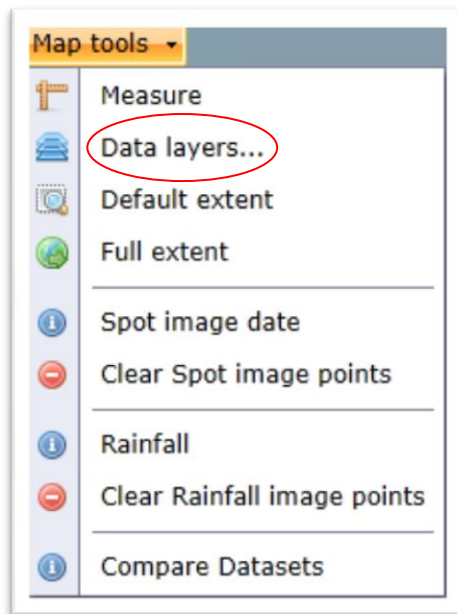 Map tools
Measure
Data layers...
Default extent
Full extent
Spot image date
Clear Spot image points
Rainfall
Clear Rainfall image points
Compare Datasets